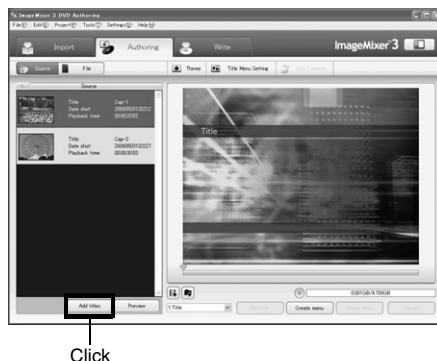 ImageMixer 3 DVD Authoring
File(F) Edit(E) Project(P) Tools(T) Settings(S) Help(H)
Import Authoring Write ImageMixer 3
Source File Theme Title Menu Setting
Source
Title Cap-1
Date shot
Playback time
Title Cap-2
Date shot
Playback time
Title
Add titles Preview
1:Title Create menu
Click